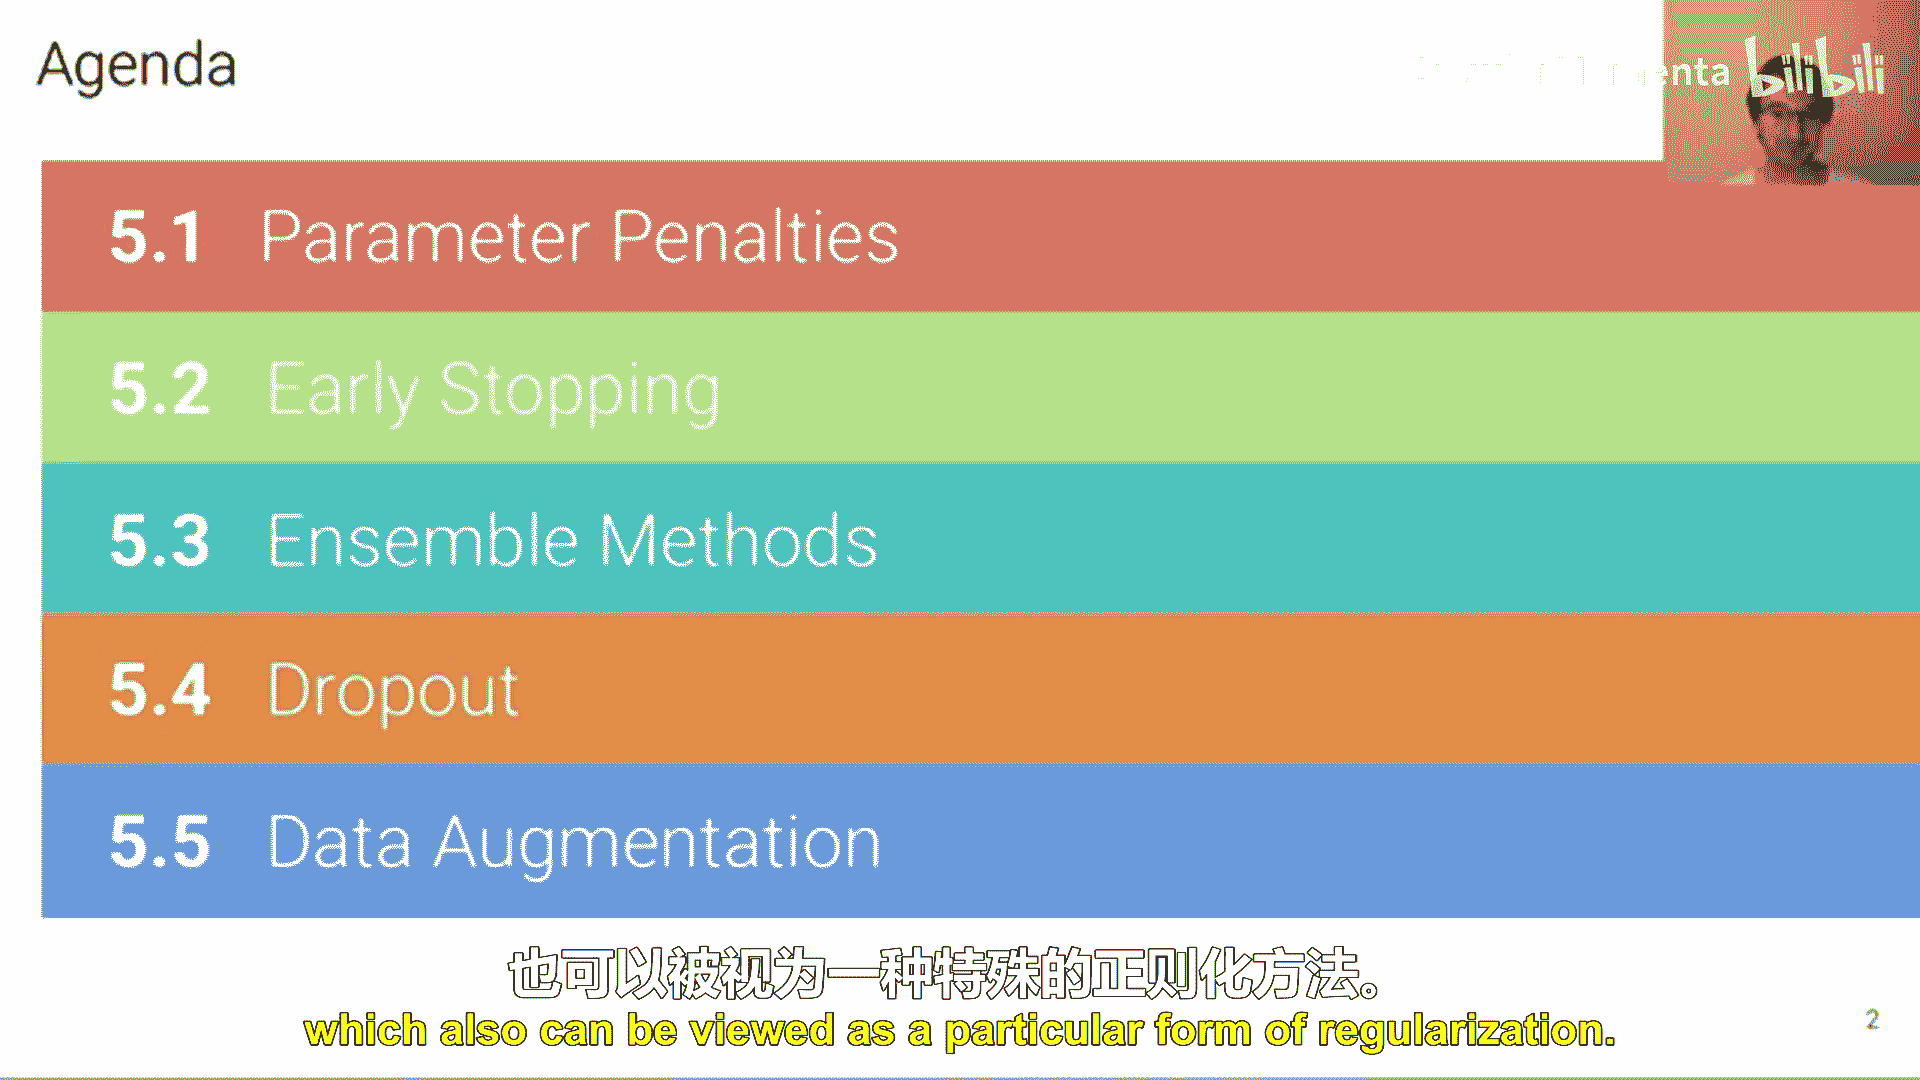 Agenda
bilibili
5.1 Parameter Penalties
5.2 Early Stopping
5.3 Ensemble Methods
5.4 Dropout
5.5 Data Augmentation
也可以被视为一种特殊的正则化方法。
which also can be viewed as a particular form of regularization.
2